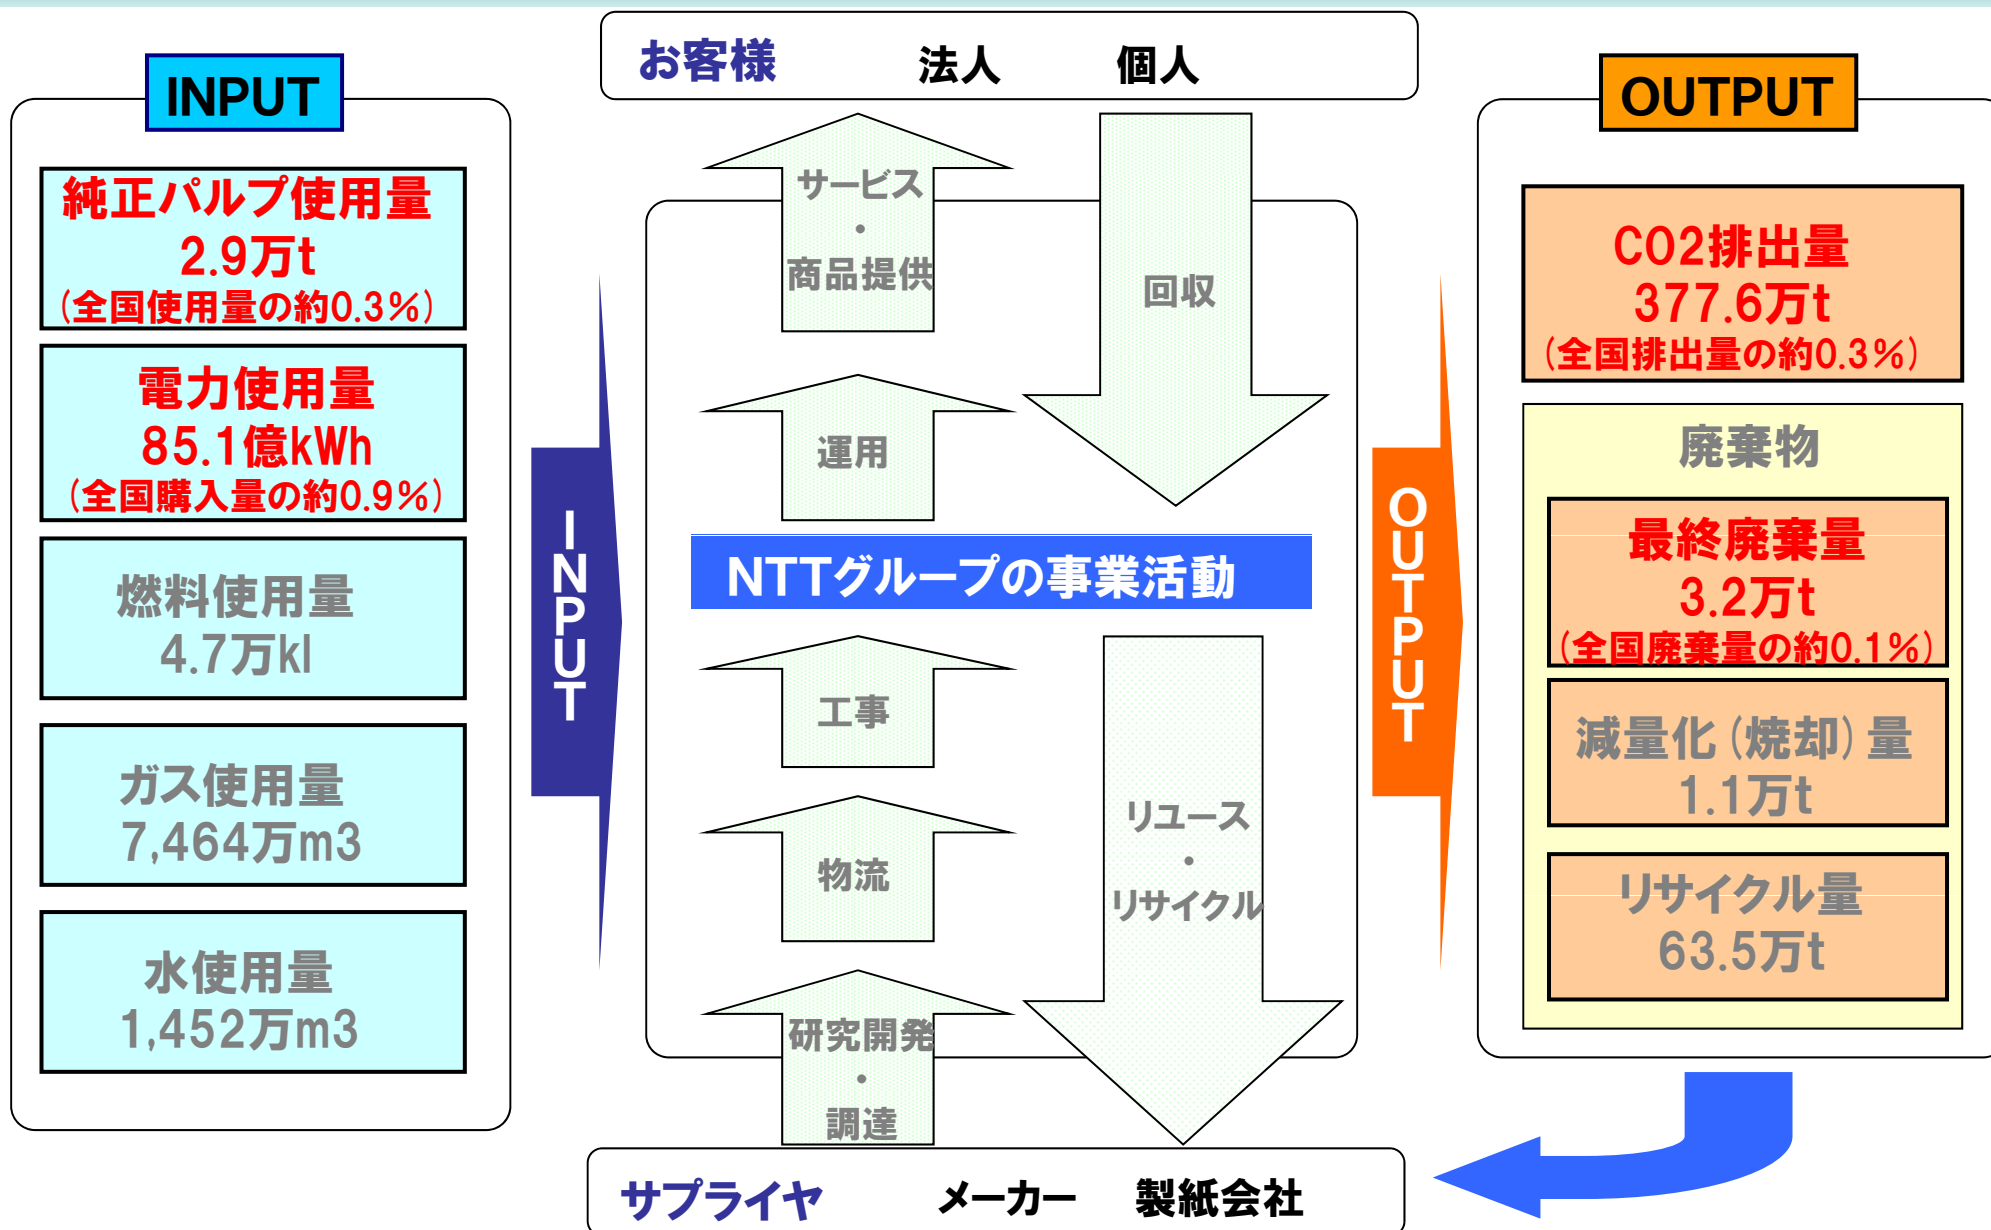 お客様 法人 個人
INPUT
純正パルプ使用量
2.9万t
(全国使用量の約0.3%)
電力使用量
85.1億kWh
(全国購入量の約0.9%)
燃料使用量
4.7万kl
ガス使用量
7,464万m3
水使用量
1,452万m3
INPUT
サービス
・
商品提供
回収
運用
NTTグループの事業活動
工事
物流
リユース
・
リサイクル
研究開発
・
調達
OUTPUT
OUTPUT
CO2排出量
377.6万t
(全国排出量の約0.3%)
廃棄物
最終廃棄量
3.2万t
(全国廃棄量の約0.1%)
減量化(焼却)量
1.1万t
リサイクル量
63.5万t
サプライヤ メーカー 製紙会社